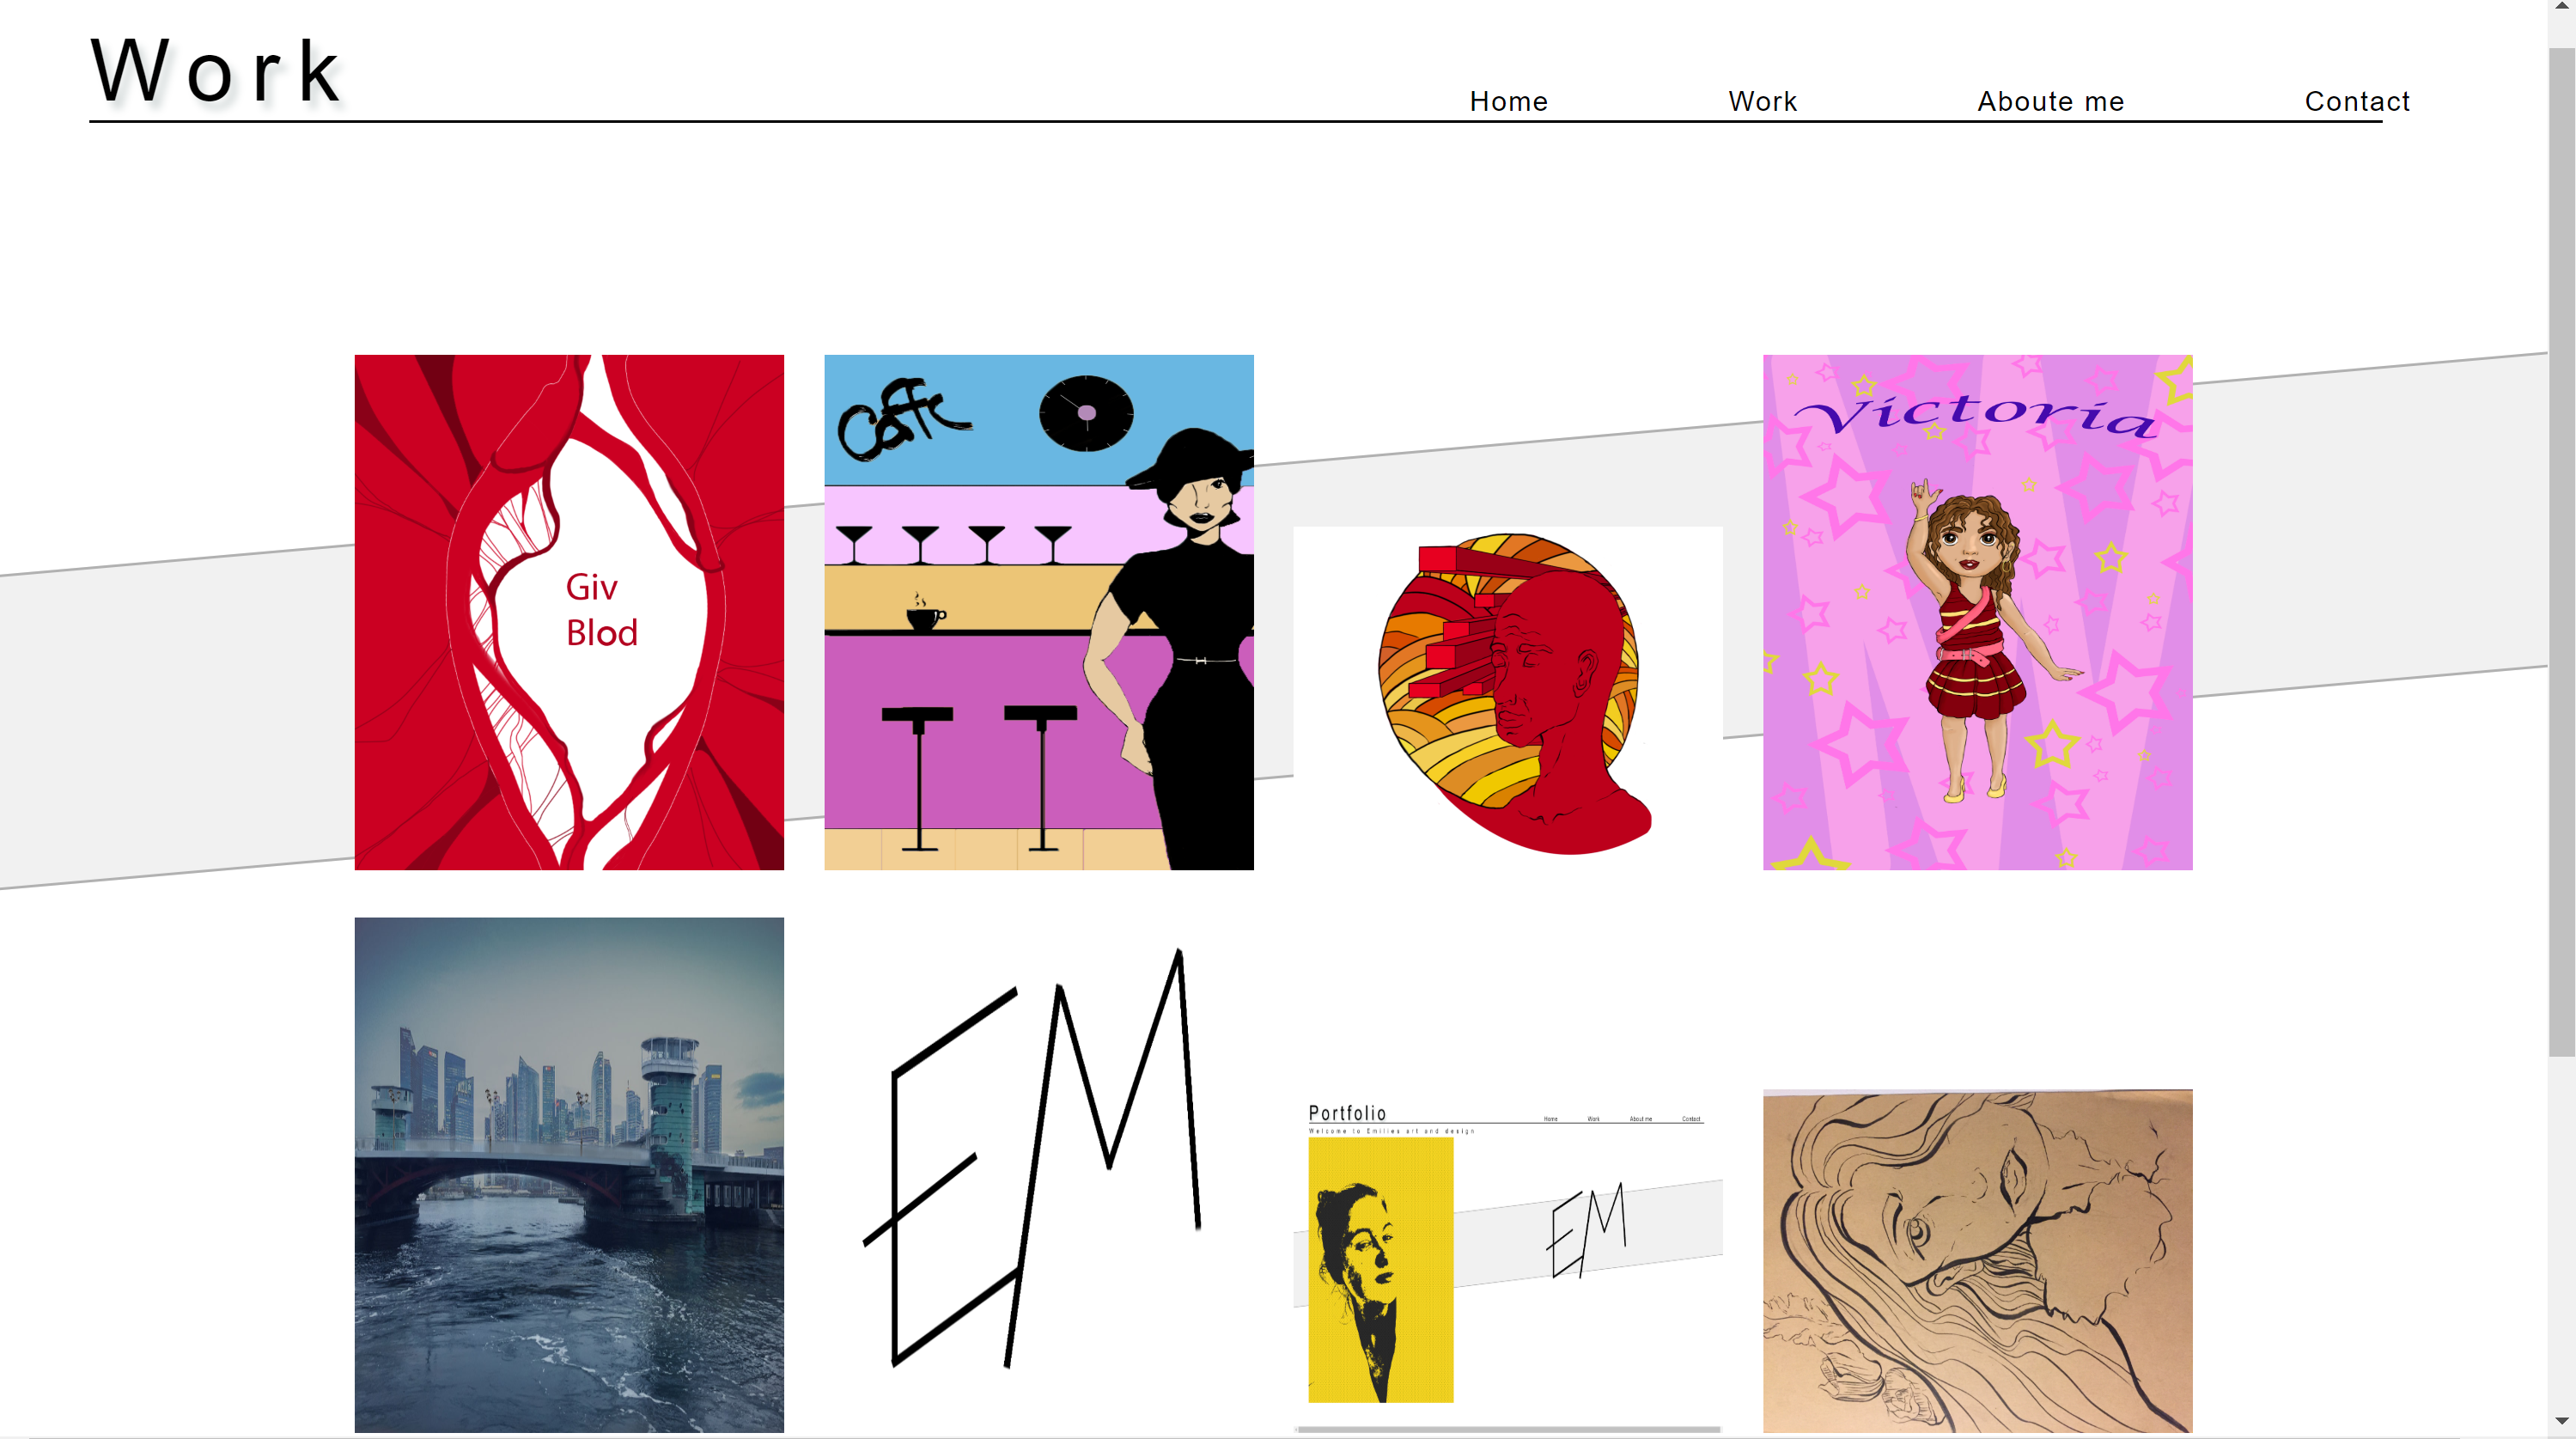 Work
Home Work Aboute me Contact
Giv
Blod
Caffe
Victoria
EM
Portfolio
Home Work About me Contact
Welcome to Emilies art and design
EM